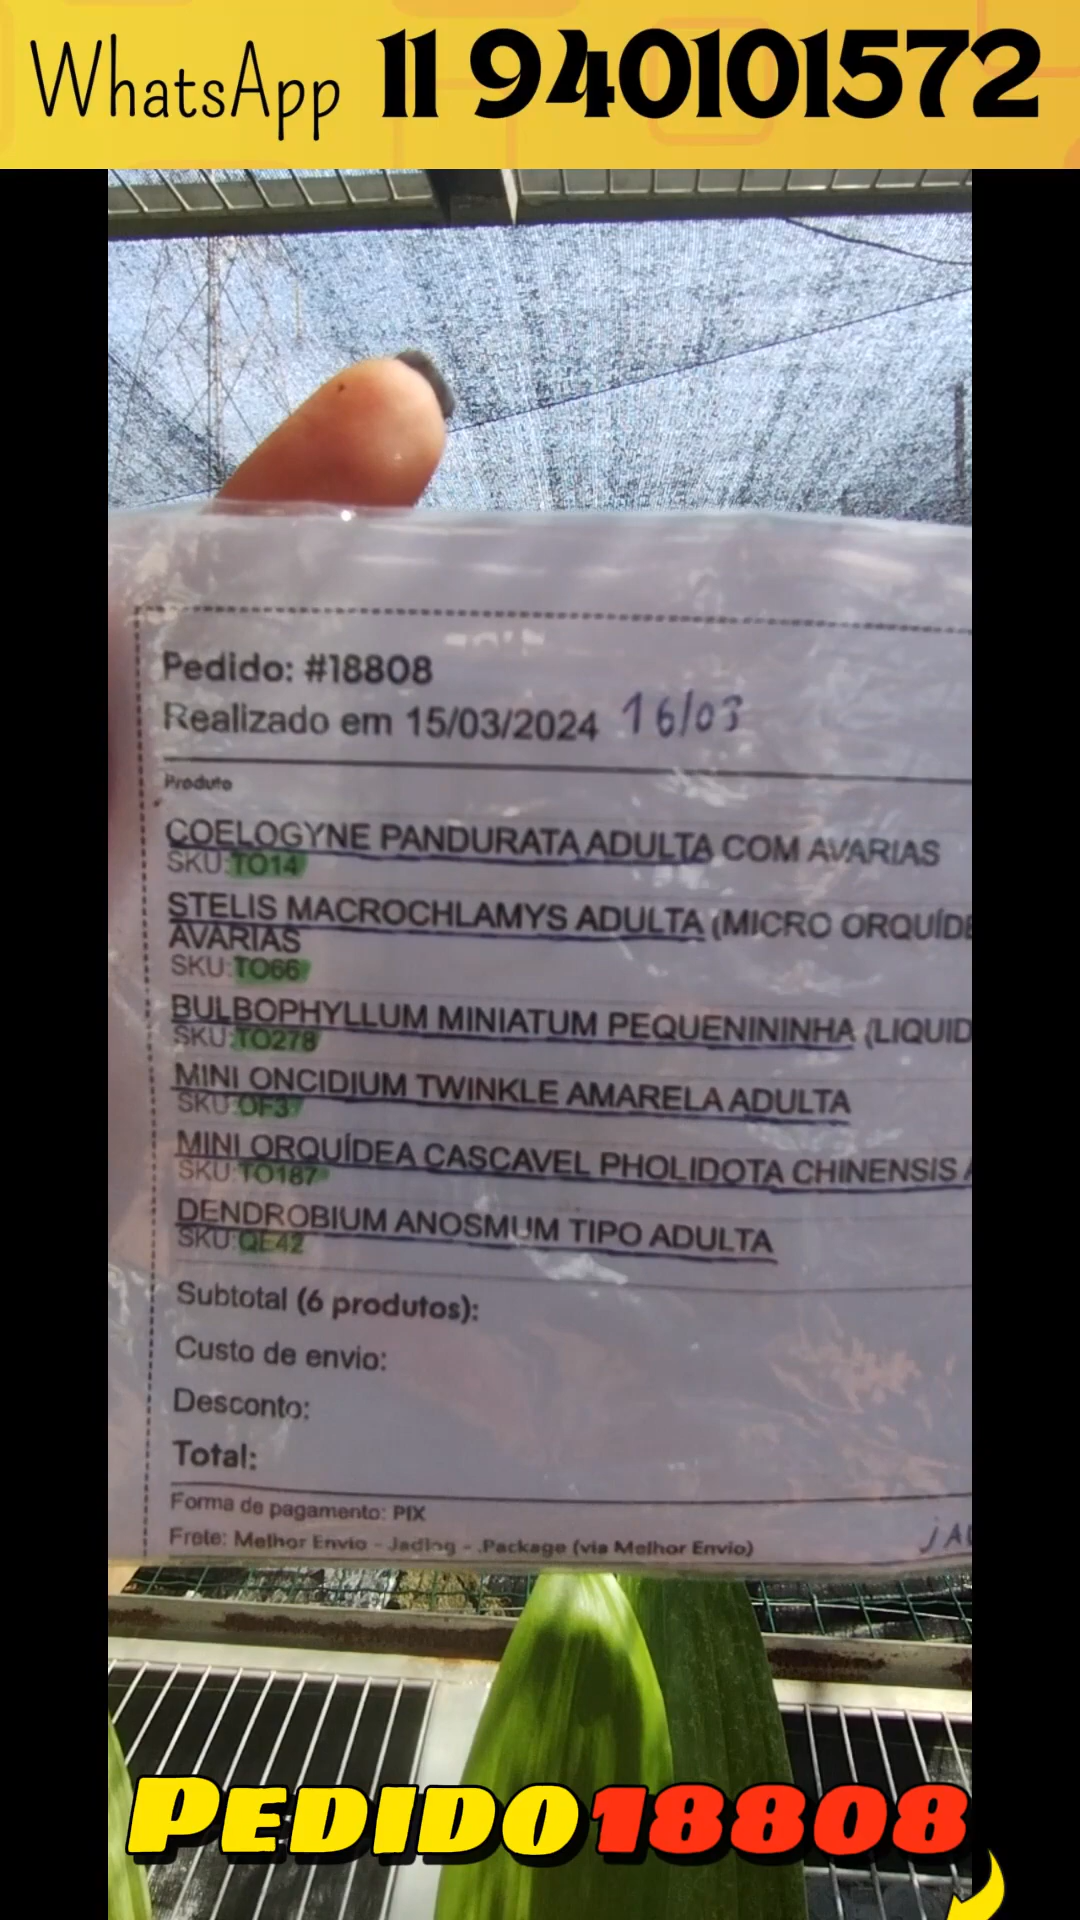 WhatsApp 11 940101572
Pedido: #18808
Realizado em 15/03/2024 16/03
Produto
COELOGYNE PANDURATA ADULTA COM AVARIAS
SKU:TO14
STELIS MACROCHLAMYS ADULTA (MICRO ORQUÍDE
AVARIAS
SKU:TO66
BULBOPHYLLUM MINIATUM PEQUENININHA (LIQUID
SKU:TO278
MINI ONCIDIUM TWINKLE AMARELA ADULTA
SKU:OF37
MINI ORQUÍDEA CASCAVEL PHOLIDOTA CHINENSIS A
SKU:TO187
DENDROBIUM ANOSMUM TIPO ADULTA
SKU:QE42
Subtotal (6 produtos):
Custo de envio:
Desconto:
Total:
Forma de pagamento: PIX
Frete: Melhor Envio - Jadlog - .Package (via Melhor Envio)
PEDIDO 18808